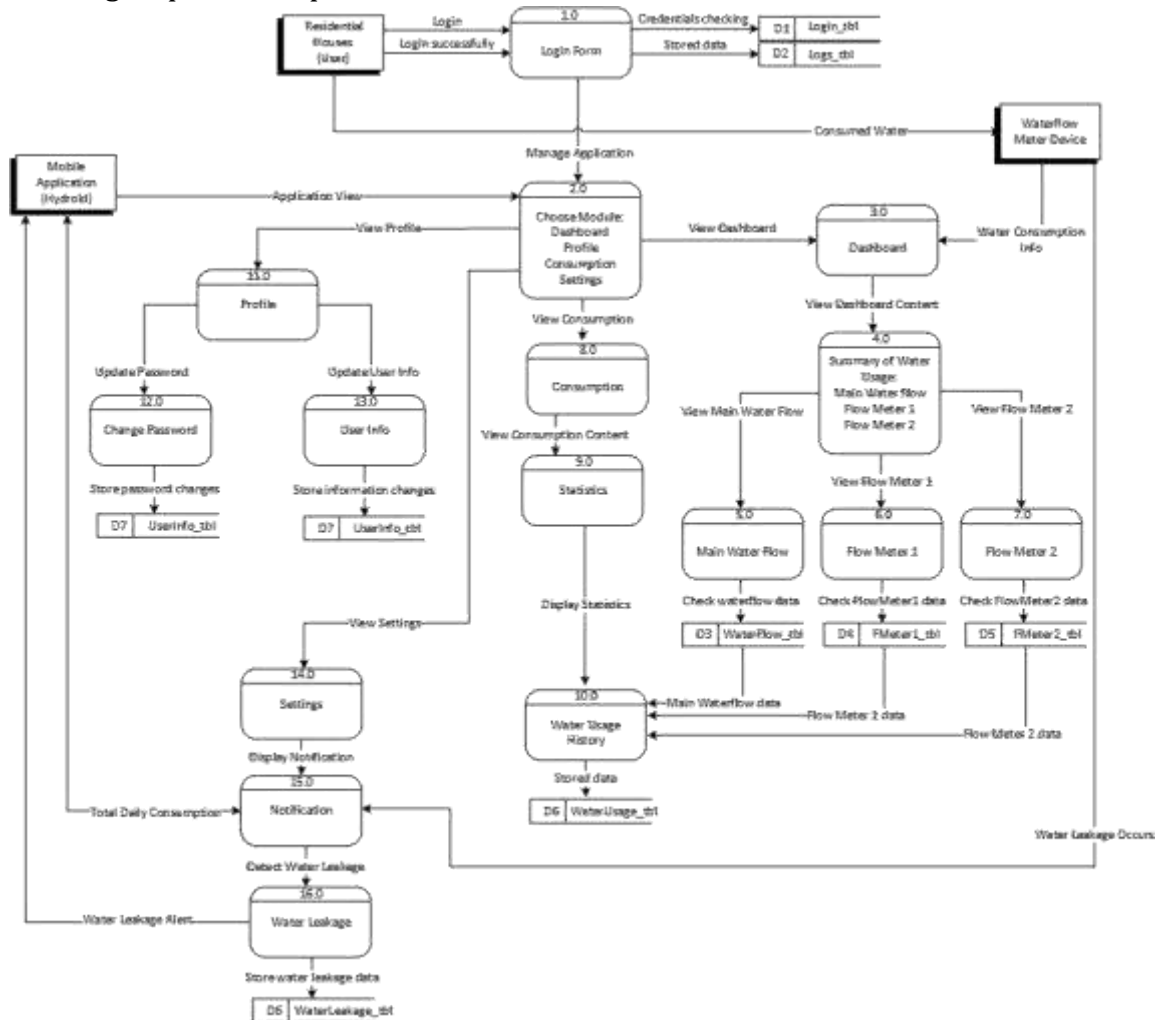 Residential
Houses
(User)
Login
Login successfully
1.0
Login Form
Credentials checking
Stored data
D1 Login_tbl
D2 Logs_tbl
Consumed Water
Waterflow
Meter Device
Manage Application
Mobile
Application
(Hydroid)
Application View
2.0
Choose Module:
Dashboard
Profile
Consumption
Settings
View Profile
View Dashboard
3.0
Dashboard
Water Consumption
Info
11.0
Profile
View Consumption
View Dashboard Content
4.0
Summary of Water
Usage:
Main Water Flow
Flow Meter 1
Flow Meter 2
8.0
Consumption
Update Password
Update User Info
12.0
Change Password
13.0
User Info
View Main Water Flow
View Flow Meter 2
View Consumption Content
9.0
Statistics
View Flow Meter 1
Store password changes
Store information changes
D7 UserInfo_tbl
D7 UserInfo_tbl
5.0
Main Water Flow
6.0
Flow Meter 1
7.0
Flow Meter 2
Display Statistics
Check waterflow data
Check FlowMeter1 data
Check FlowMeter2 data
View Settings
D3 WaterFlow_tbl
D4 FMeter1_tbl
D5 FMeter2_tbl
14.0
Settings
10.0
Water Usage
History
Main Waterflow data
Flow Meter 1 data
Flow Meter 2 data
Display Notification
Stored data
15.0
Notification
Total Daily Consumption
D6 WaterUsage_tbl
Water Leakage Occurs
Detect Water Leakage
16.0
Water Leakage
Water Leakage Alert
Store water leakage data
WaterLeakage_tbl